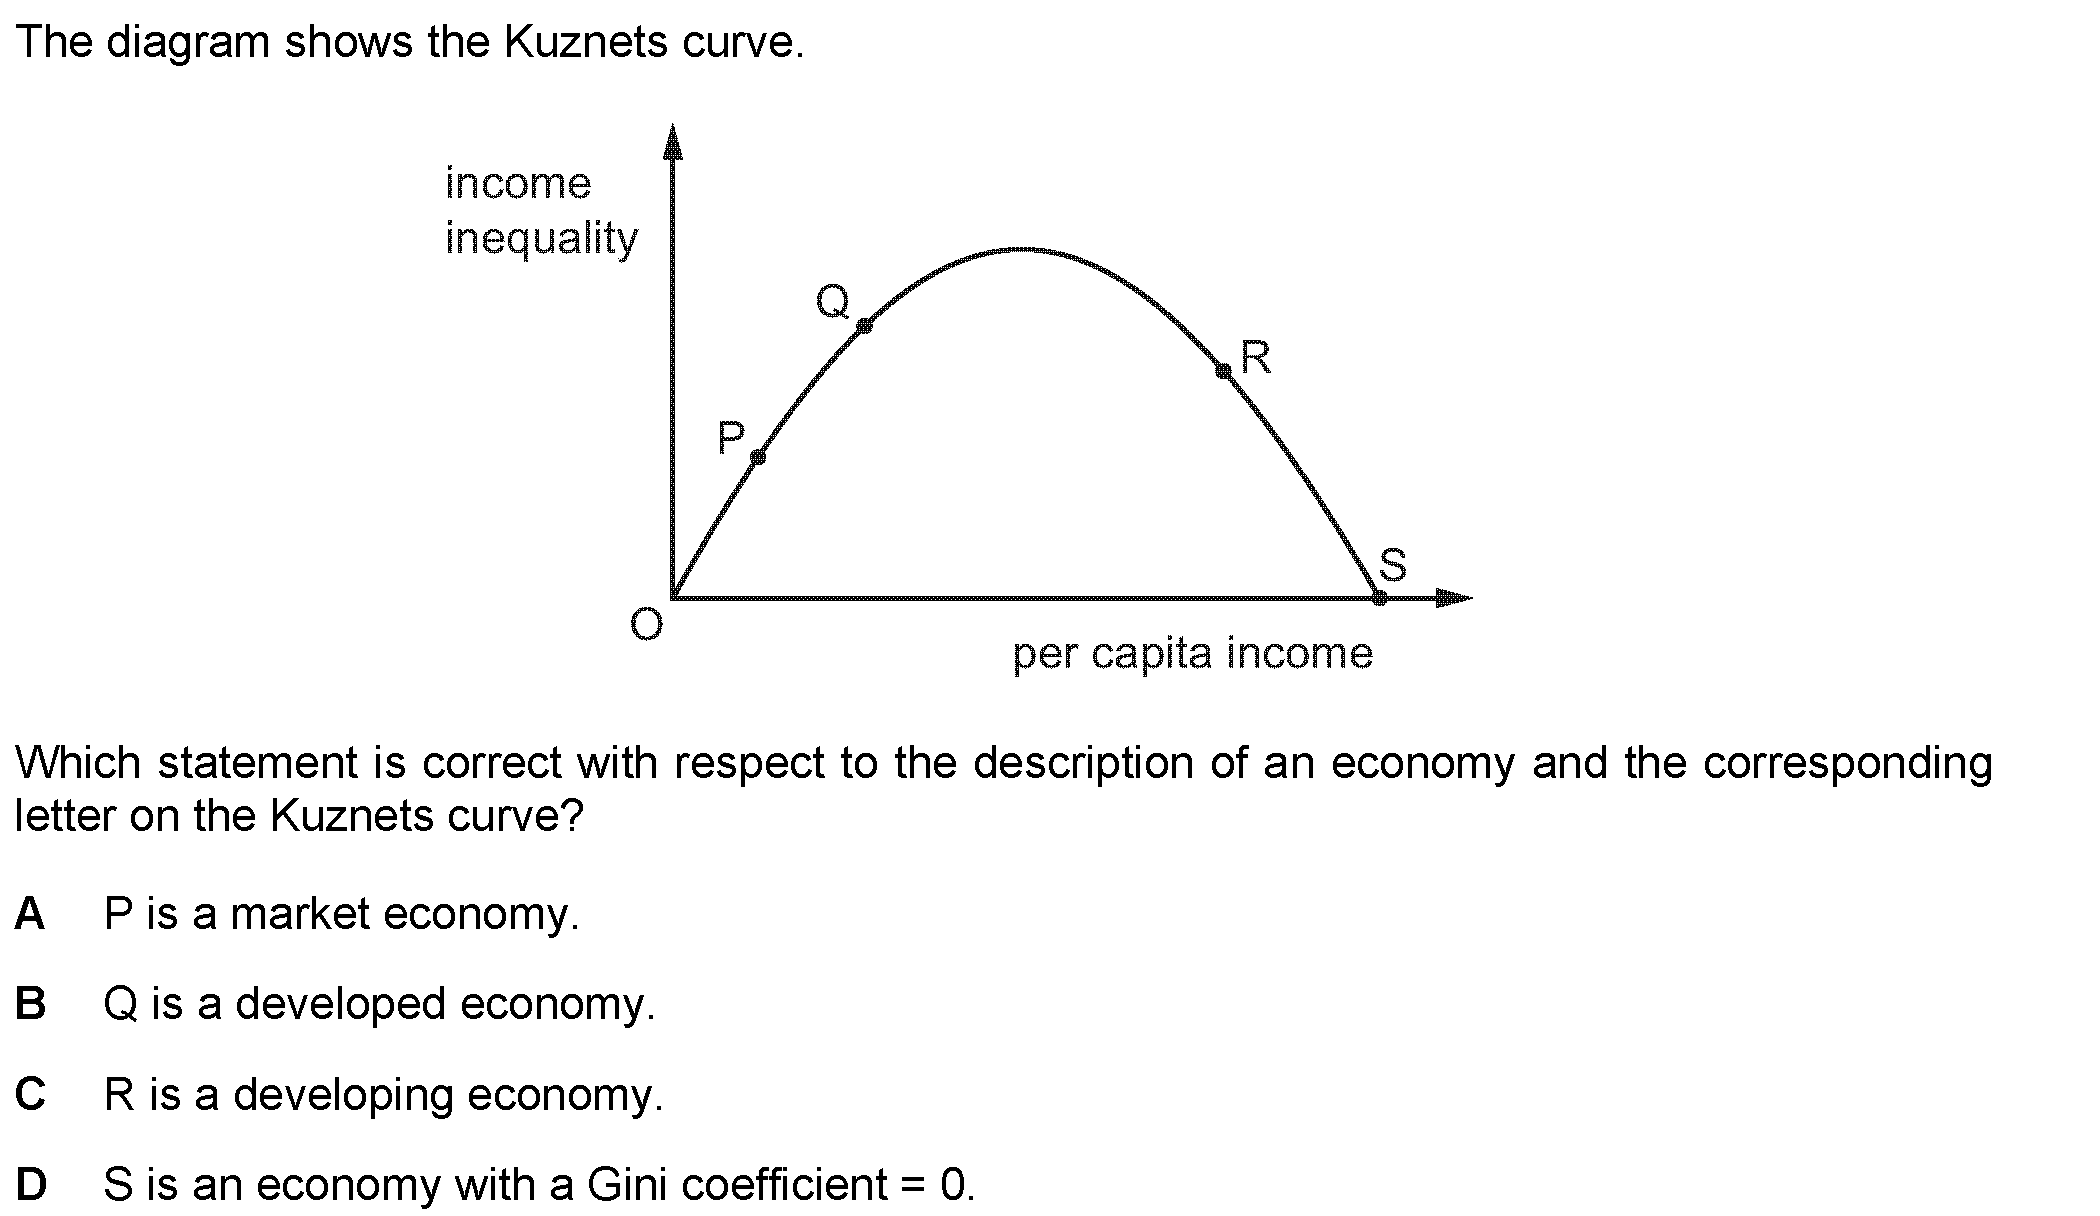 The diagram shows the Kuznets curve.
income
inequality
Q
R
P
S
O
per capita income
Which statement is correct with respect to the description of an economy and the corresponding
letter on the Kuznets curve?
A P is a market economy.
B Q is a developed economy.
C R is a developing economy.
D S is an economy with a Gini coefficient = 0.